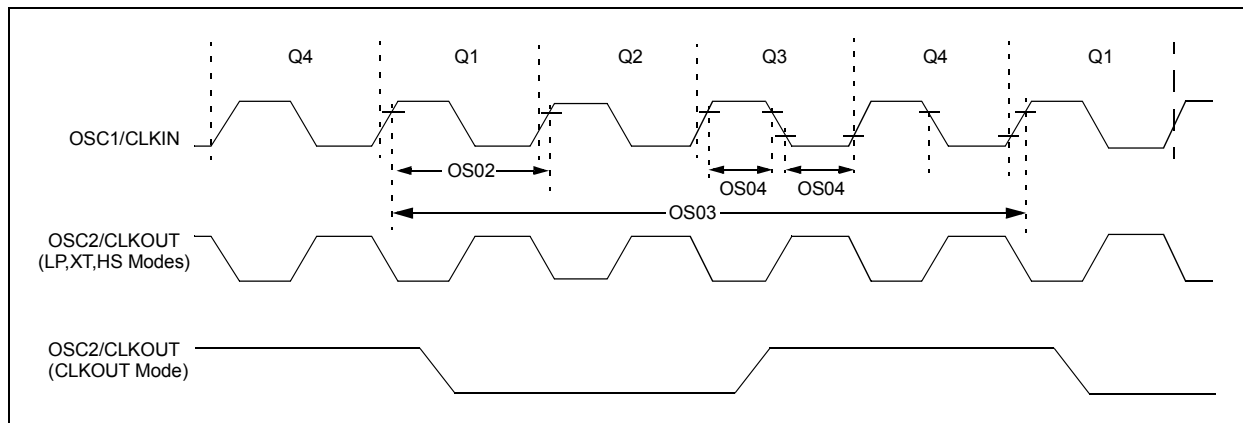 Q4 Q1 Q2 Q3 Q4 Q1
OSC1/CLKIN
OS02 OS04 OS04
OS03
OSC2/CLKOUT
(LP,XT,HS Modes)
OSC2/CLKOUT
(CLKOUT Mode)